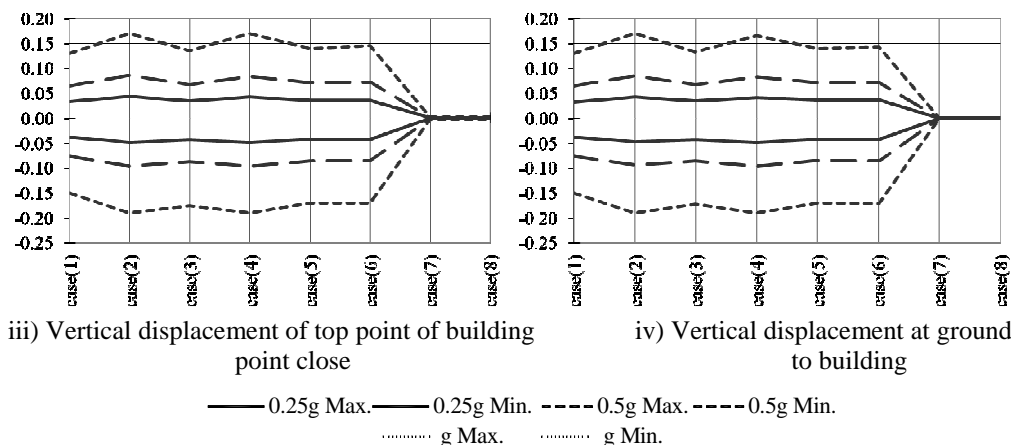 0.20
0.15
0.10
0.05
0.00
-0.05
-0.10
-0.15
-0.20
-0.25
case(1)
case(2)
case(3)
case(4)
case(5)
case(6)
case(7)
case(8)
iii) Vertical displacement of top point of building
point close
0.20
0.15
0.10
0.05
0.00
-0.05
-0.10
-0.15
-0.20
-0.25
case(1)
case(2)
case(3)
case(4)
case(5)
case(6)
case(7)
case(8)
iv) Vertical displacement at ground
to building
0.25g Max. 0.25g Min. 0.5g Max. 0.5g Min.
g Max. g Min.